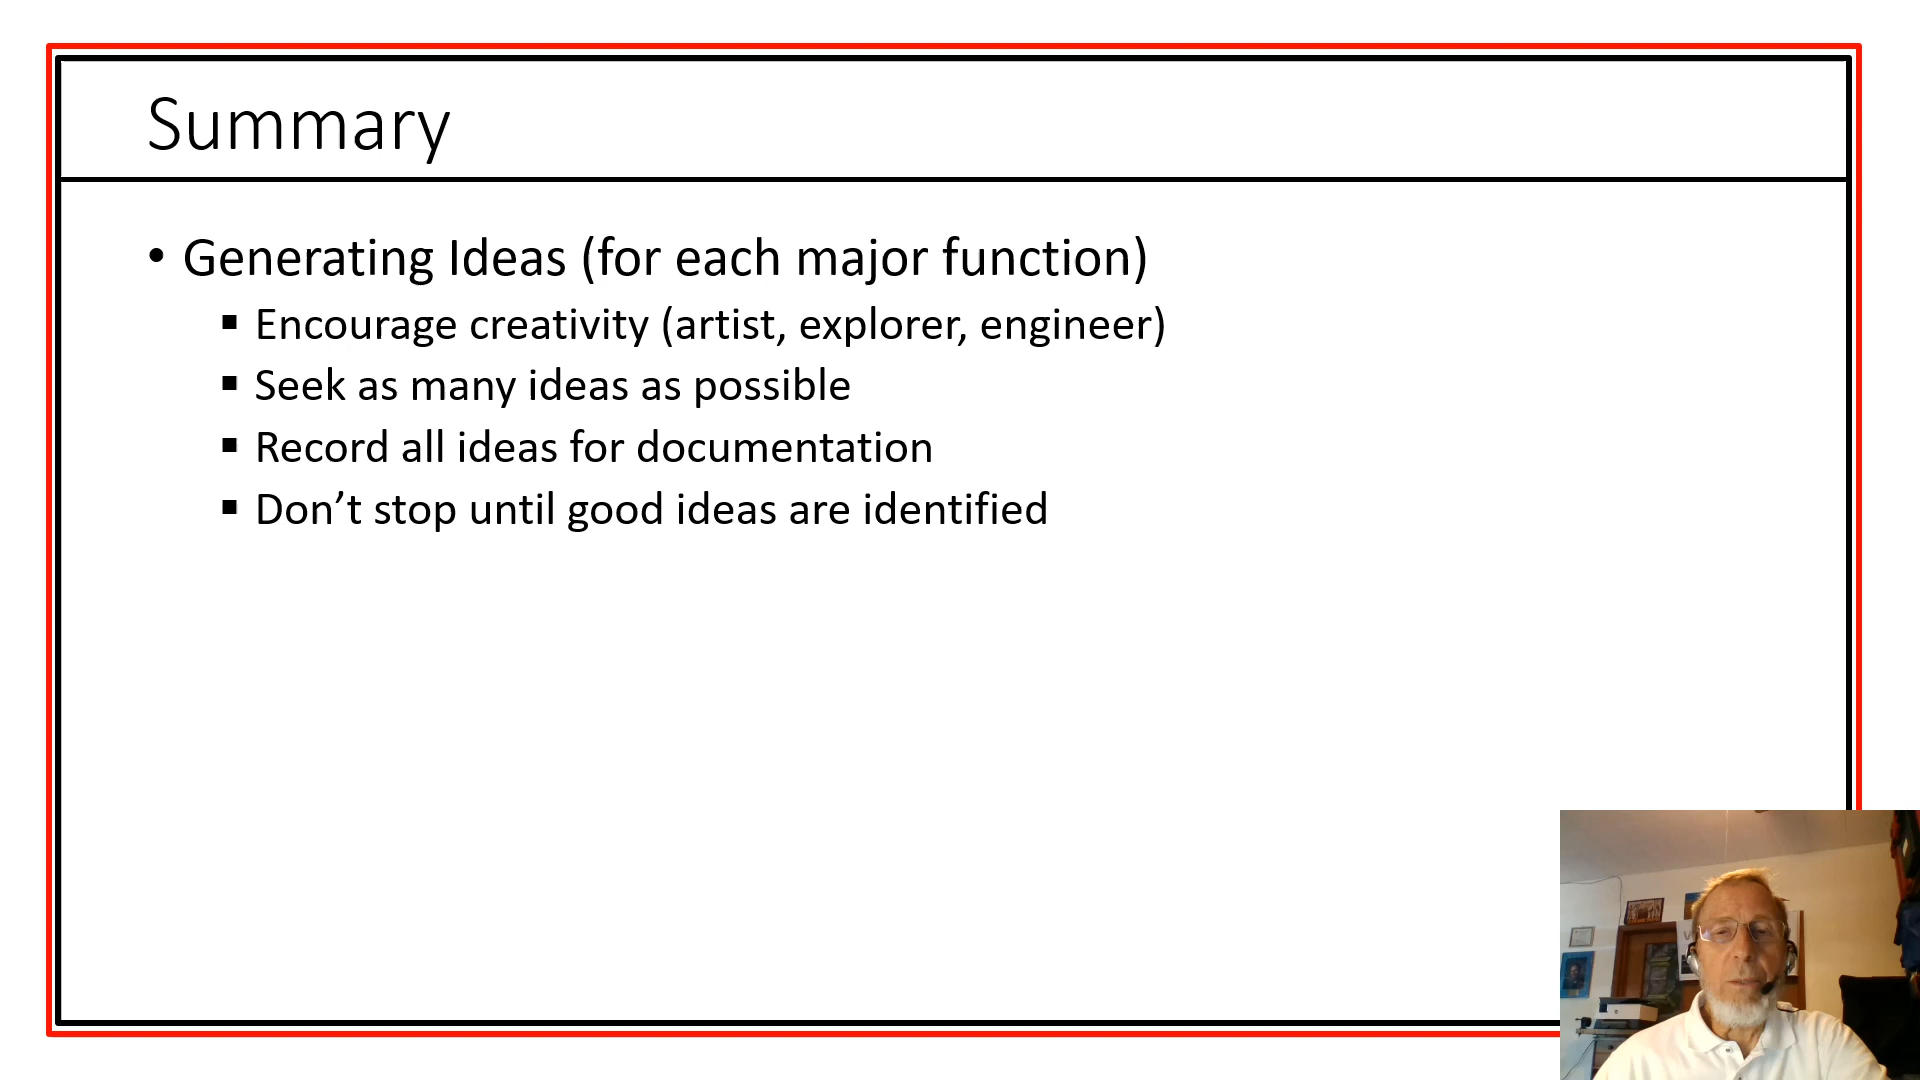 Summary
• Generating Ideas (for each major function)
▪ Encourage creativity (artist, explorer, engineer)
▪ Seek as many ideas as possible
▪ Record all ideas for documentation
▪ Don’t stop until good ideas are identified